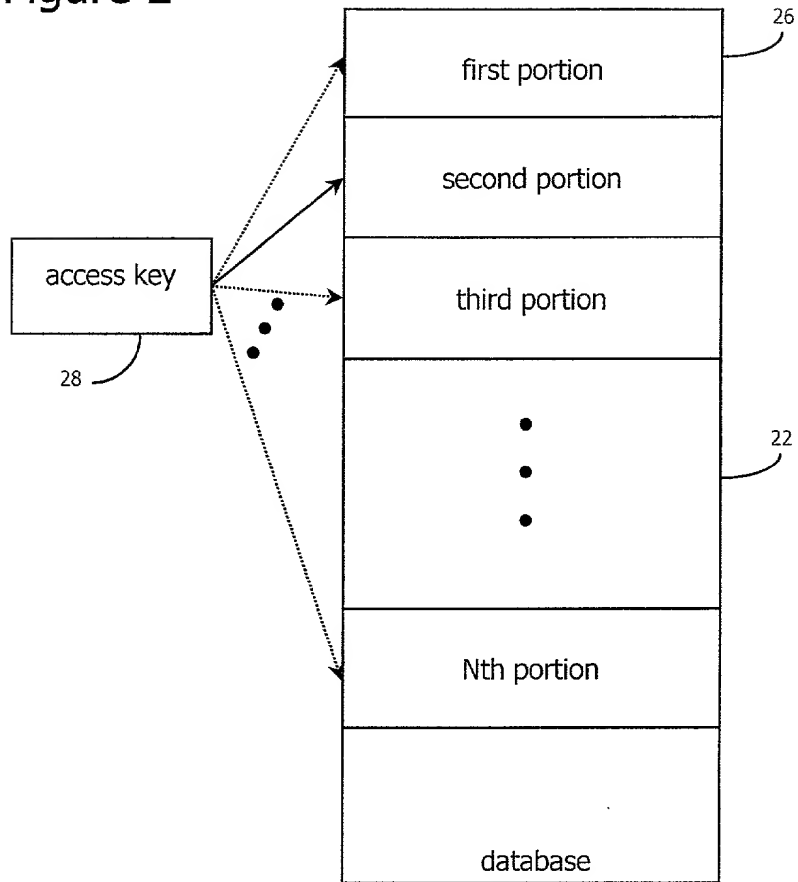 Figure 2
26
first portion
second portion
access key
third portion
28
22
Nth portion
database